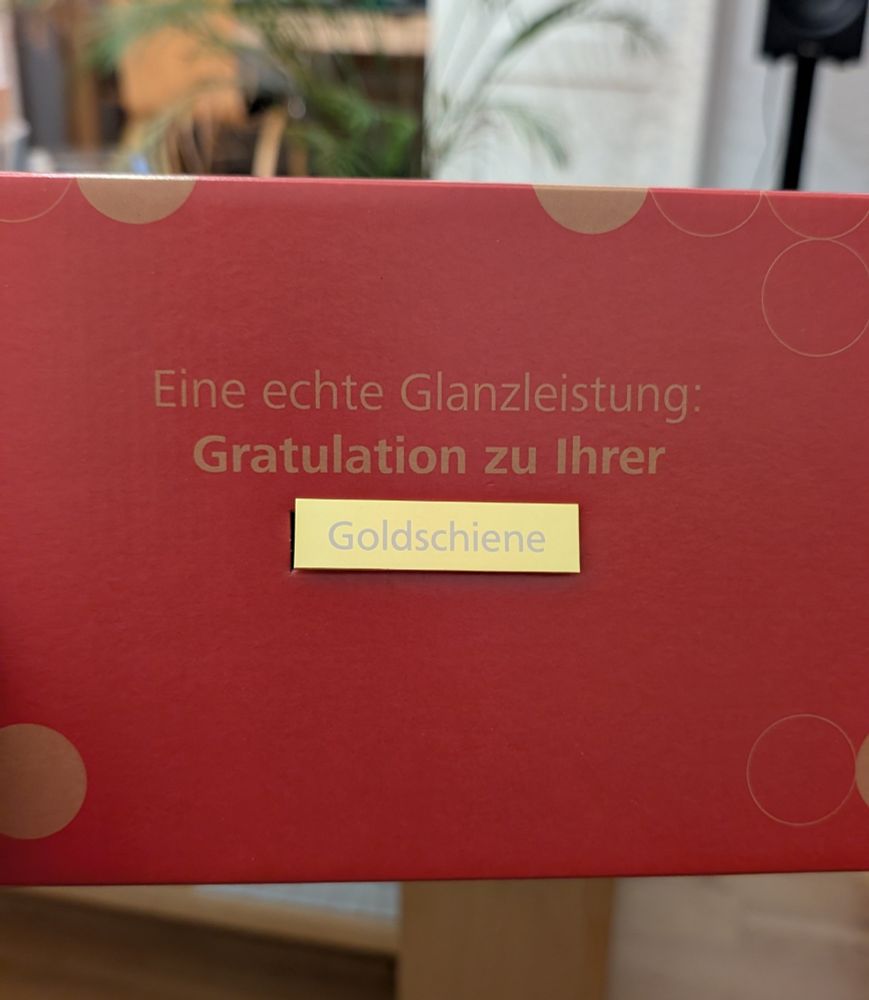 Eine echte Glanzleistung:
Gratulation zu Ihrer
Goldschiene